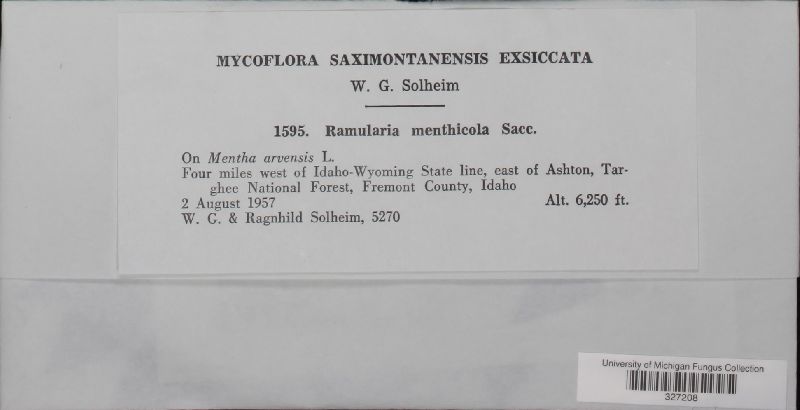 MYCOFLORA SAXIMONTANENSIS EXSICCATA
W. G. Solheim
1595. Ramularia menthicola Sacc.
On Mentha arvensis L.
Four miles west of Idaho-Wyoming State line, east of Ashton, Tar-
ghee National Forest, Fremont County, Idaho
2 August 1957 Alt. 6,250 ft.
W. G. & Ragnhild Solheim, 5270
University of Michigan Fungus Collection
327208